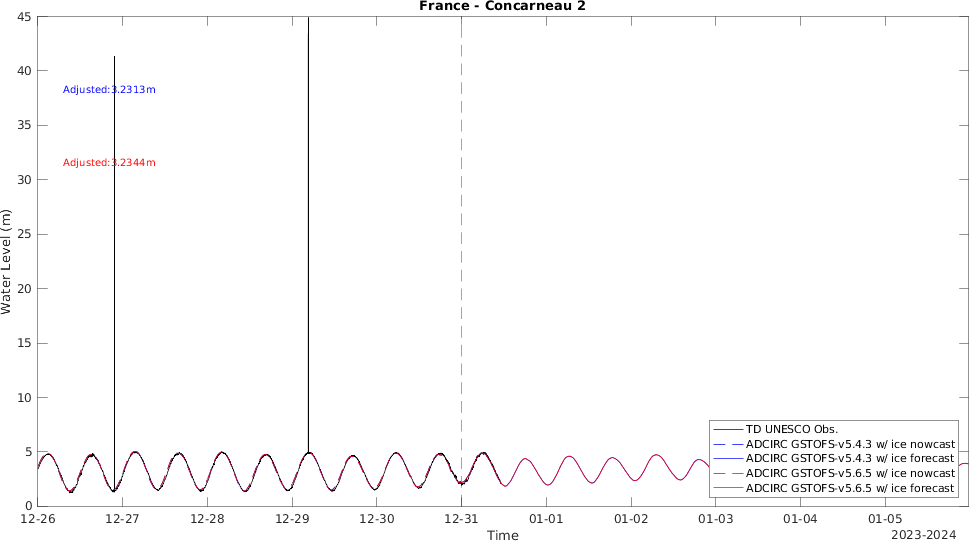 France - Concarneau 2
Water Level (m)
45
40
35
30
25
20
15
10
5
0
Adjusted:3.2313m
Adjusted:3.2344m
TD UNESCO Obs.
ADCIRC GSTOFS-v5.4.3 w/ ice nowcast
ADCIRC GSTOFS-v5.4.3 w/ ice forecast
ADCIRC GSTOFS-v5.6.5 w/ ice nowcast
ADCIRC GSTOFS-v5.6.5 w/ ice forecast
12-26 12-27 12-28 12-29 12-30 12-31 01-01 01-02 01-03 01-04 01-05
Time
2023-2024